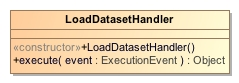 LoadDatasetHandler
«constructor»+LoadDatasetHandler()
+execute( event : ExecutionEvent ) : Object